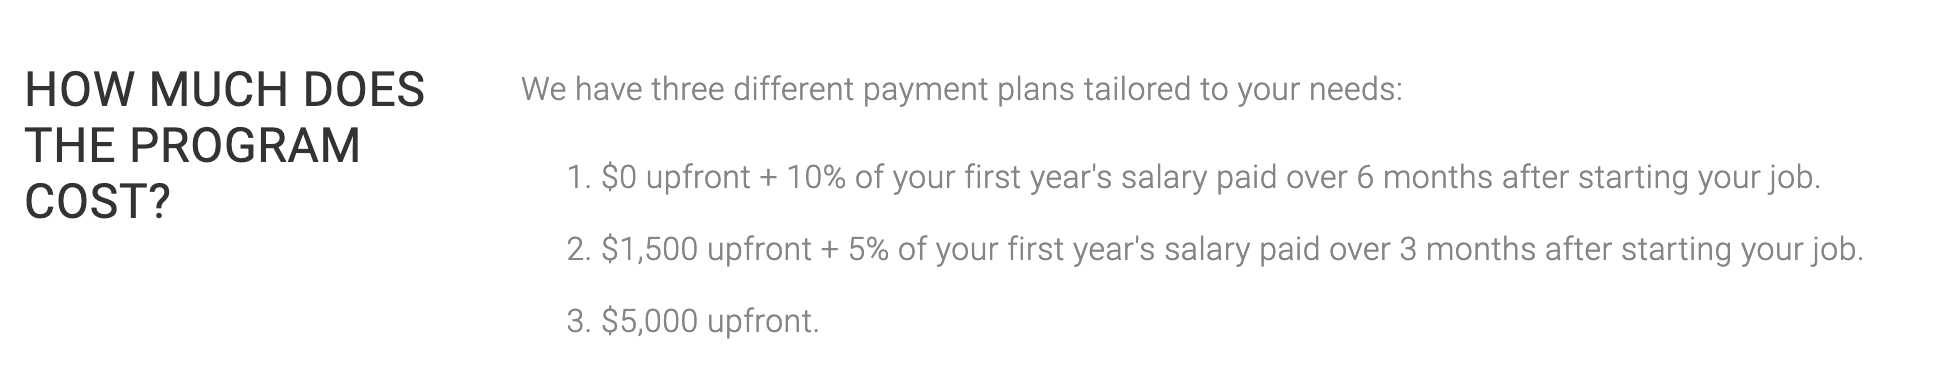 HOW MUCH DOES
THE PROGRAM
COST?
We have three different payment plans tailored to your needs:
1. $0 upfront + 10% of your first year's salary paid over 6 months after starting your job.
2. $1,500 upfront + 5% of your first year's salary paid over 3 months after starting your job.
3. $5,000 upfront.